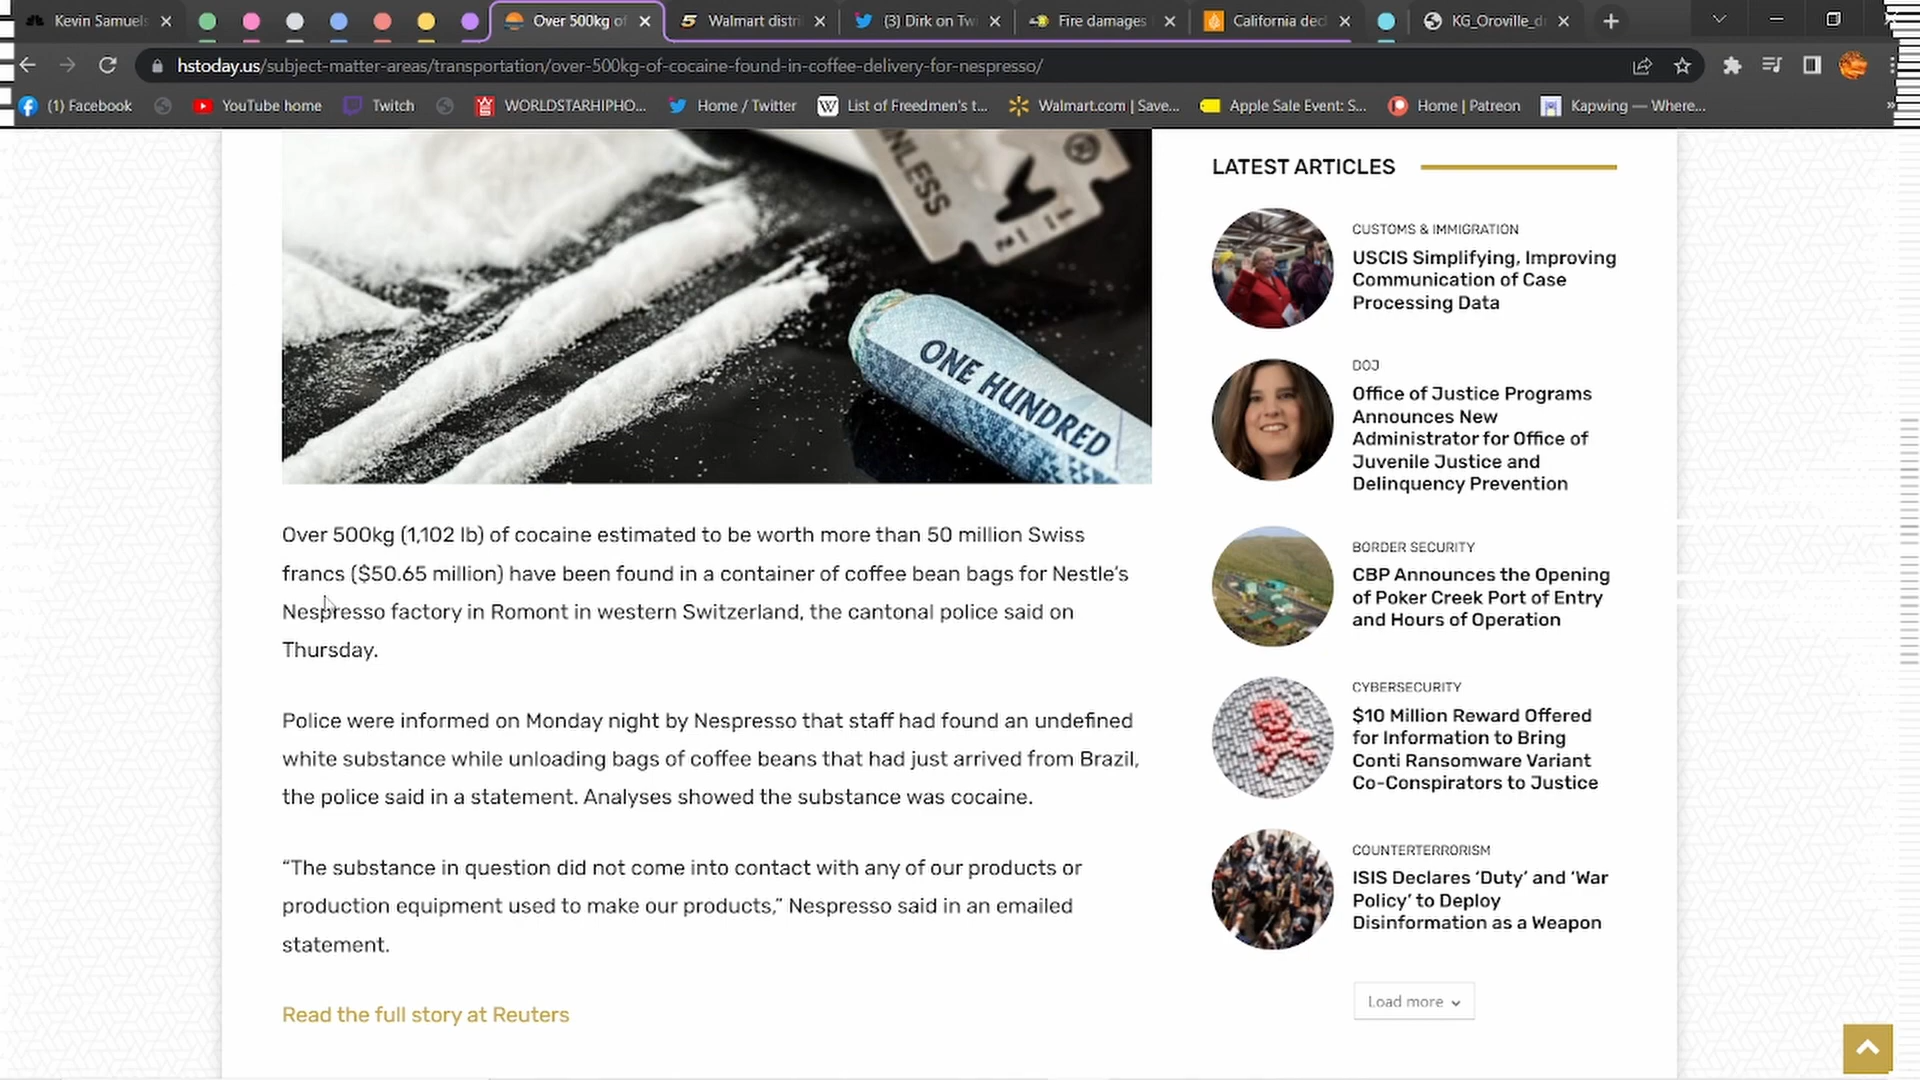 Kevin Samuels
Over 500kg of
Walmart distri
(3) Dirk on Tw
Fire damages
California dec
KG_Oroville_d
hstoday.us/subject-matter-areas/transportation/over-500kg-of-cocaine-found-in-coffee-delivery-for-nespresso/
(1) Facebook
YouTube home
Twitch
WORLDSTARHIPHO...
Home / Twitter
W List of Freedmen's t...
Walmart.com | Save...
Apple Sale Event: S...
Home | Patreon
Kapwing — Where...
»
NLESS
®
ONE HUNDRED
Over 500kg (1,102 lb) of cocaine estimated to be worth more than 50 million Swiss
francs ($50.65 million) have been found in a container of coffee bean bags for Nestle's
Nespresso factory in Romont in western Switzerland, the cantonal police said on
Thursday.
Police were informed on Monday night by Nespresso that staff had found an undefined
white substance while unloading bags of coffee beans that had just arrived from Brazil,
the police said in a statement. Analyses showed the substance was cocaine.
“The substance in question did not come into contact with any of our products or
production equipment used to make our products,” Nespresso said in an emailed
statement.
Read the full story at Reuters
LATEST ARTICLES
CUSTOMS & IMMIGRATION
USCIS Simplifying, Improving
Communication of Case
Processing Data
DOJ
Office of Justice Programs
Announces New
Administrator for Office of
Juvenile Justice and
Delinquency Prevention
BORDER SECURITY
CBP Announces the Opening
of Poker Creek Port of Entry
and Hours of Operation
CYBERSECURITY
$10 Million Reward Offered
for Information to Bring
Conti Ransomware Variant
Co-Conspirators to Justice
COUNTERTERRORISM
ISIS Declares ‘Duty’ and ‘War
Policy’ to Deploy
Disinformation as a Weapon
Load more